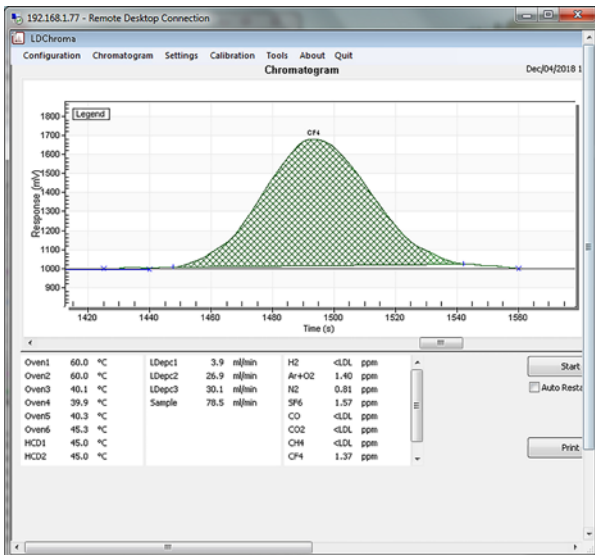 192.168.1.77 - Remote Desktop Connection
LDChroma
Configuration Chromatogram Settings Calibration Tools About Quit
Chromatogram Dec/04/2018 1
Legend
CF4
1800
1700
1600
1500
1400
1300
1200
1100
1000
900
Response (mV)
1420 1440 1460 1480 1500 1520 1540 1560
Time (s)
Oven1 60.0 °C LDepc1 3.9 ml/min H2 <LDL ppm Start
Oven2 60.0 °C LDepc2 26.9 ml/min Ar+O2 1.40 ppm Auto Resta
Oven3 40.1 °C LDepc3 30.1 ml/min N2 0.81 ppm
Oven4 39.9 °C Sample 78.5 ml/min SF6 1.57 ppm
Oven5 40.3 °C CO <LDL ppm
Oven6 45.3 °C CO2 <LDL ppm
HCD1 45.0 °C CH4 <LDL ppm Print
HCD2 45.0 °C CF4 1.37 ppm